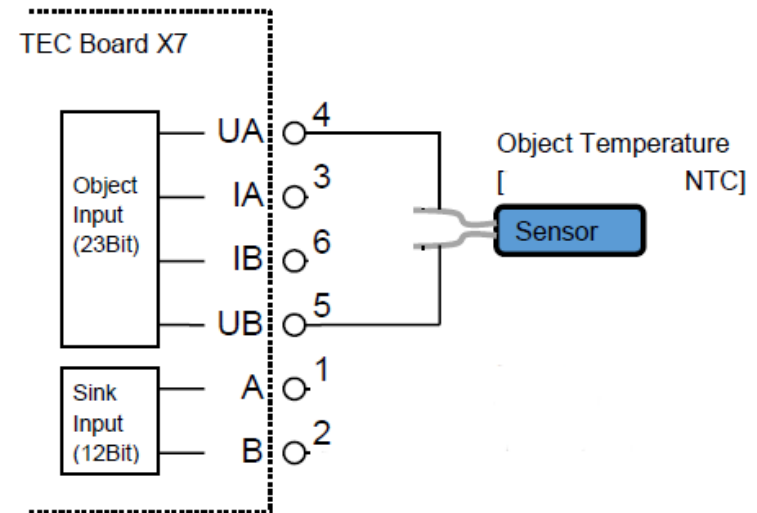 TEC Board X7
Object
Input
(23Bit)
UA 4
IA 3
IB 6
UB 5
Sink
Input
(12Bit)
A 1
B 2
Object Temperature
[ NTC]
Sensor